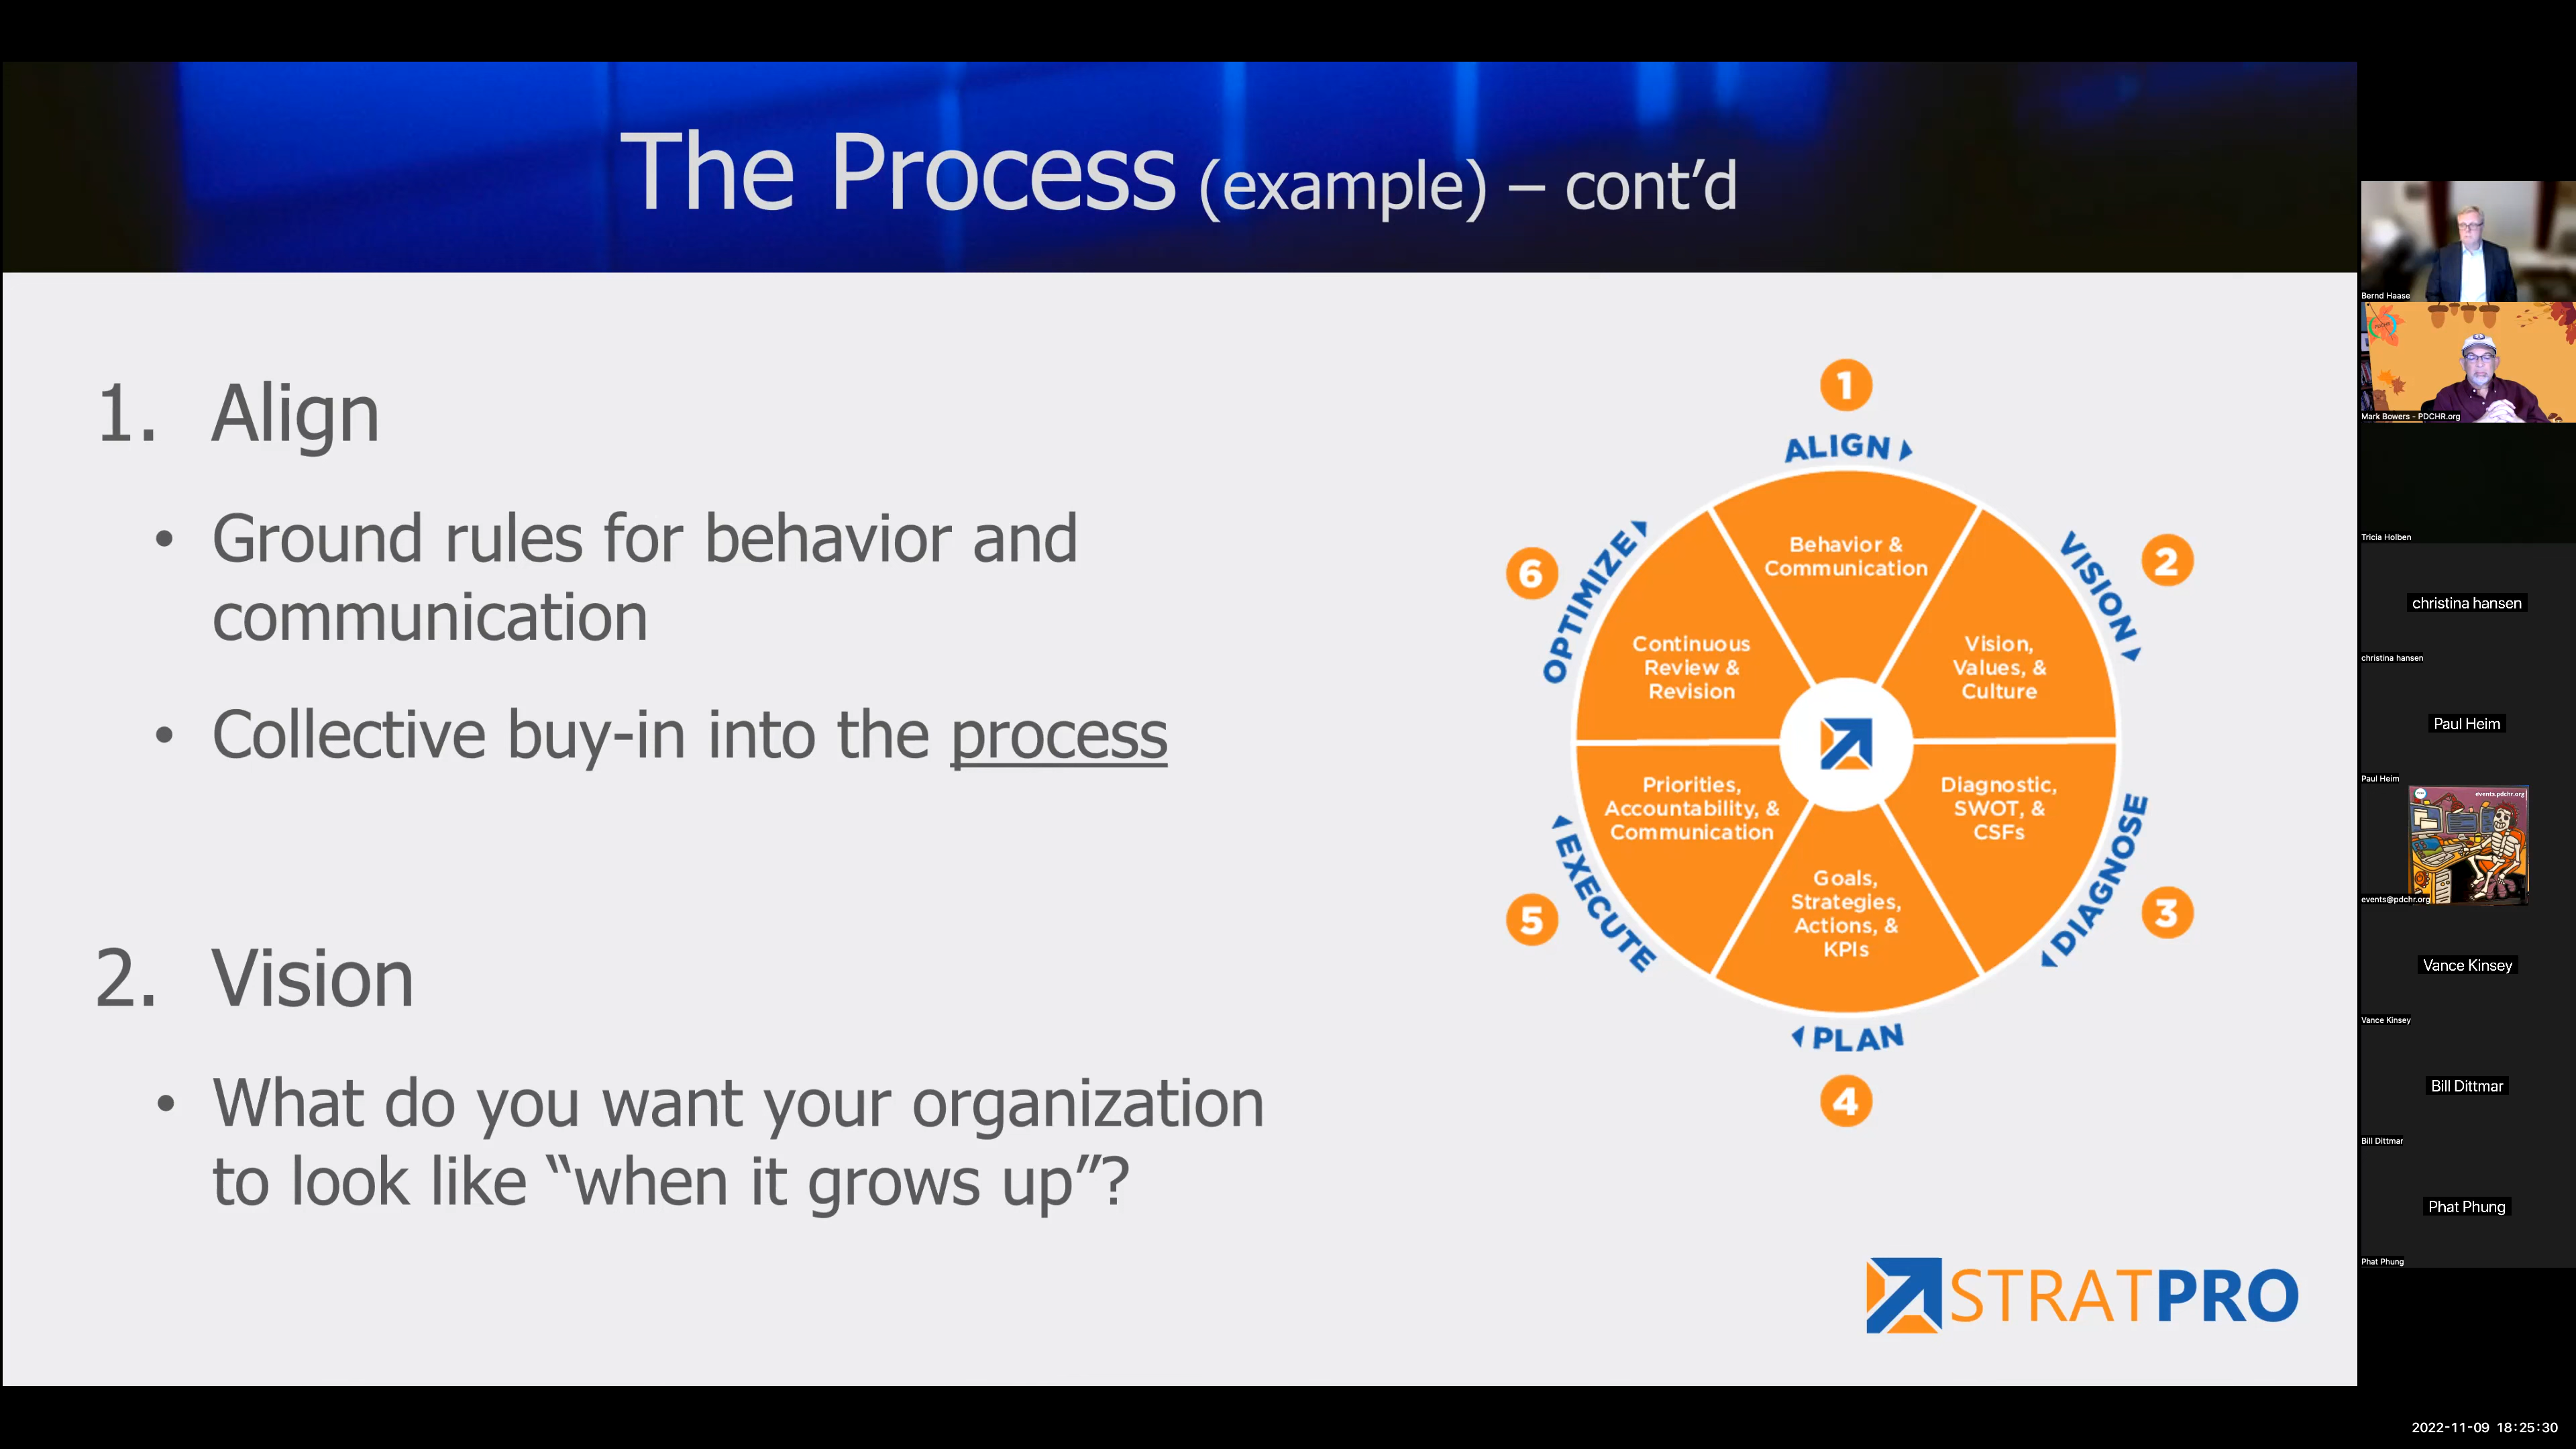 The Process (example) – cont’d
1. Align
• Ground rules for behavior and
communication
• Collective buy-in into the process
2. Vision
• What do you want your organization
to look like “when it grows up”?
1
ALIGN
2
VISION
3
DIAGNOSE
4
PLAN
5
EXECUTE
6
OPTIMIZE
Behavior &
Communication
Vision,
Values, &
Culture
Diagnostic,
SWOT, &
CSFs
Goals,
Strategies,
Actions, &
KPIs
Priorities,
Accountability, &
Communication
Continuous
Review &
Revision
STRATPRO
Bernd Haase
Mark Bowers - PDCHR.org
Tricia Holben
christina hansen
christina hansen
Paul Heim
Paul Heim
events.pdchr.org
events@pdchr.org
Vance Kinsey
Vance Kinsey
Bill Dittmar
Bill Dittmar
Phat Phung
Phat Phung
2022-11-09 18:25:30